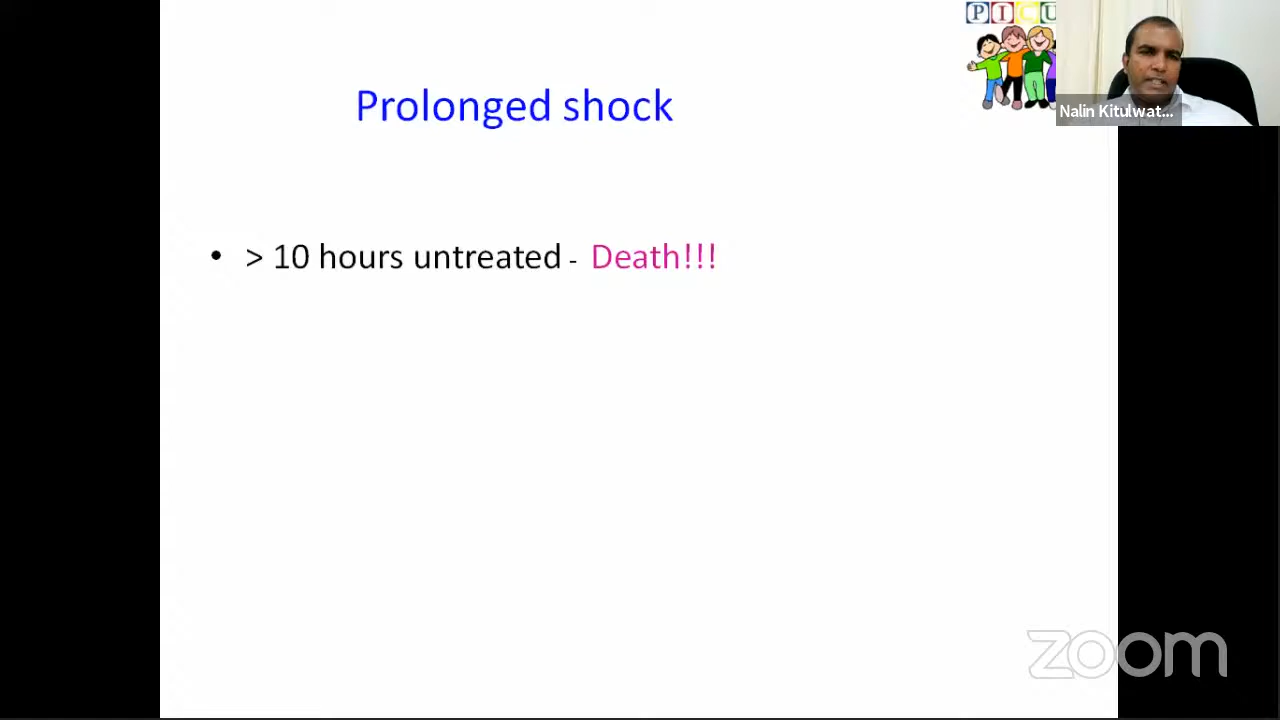 PICU
Nalin Kitulwat...
Prolonged shock
• > 10 hours untreated - Death!!!
zoom